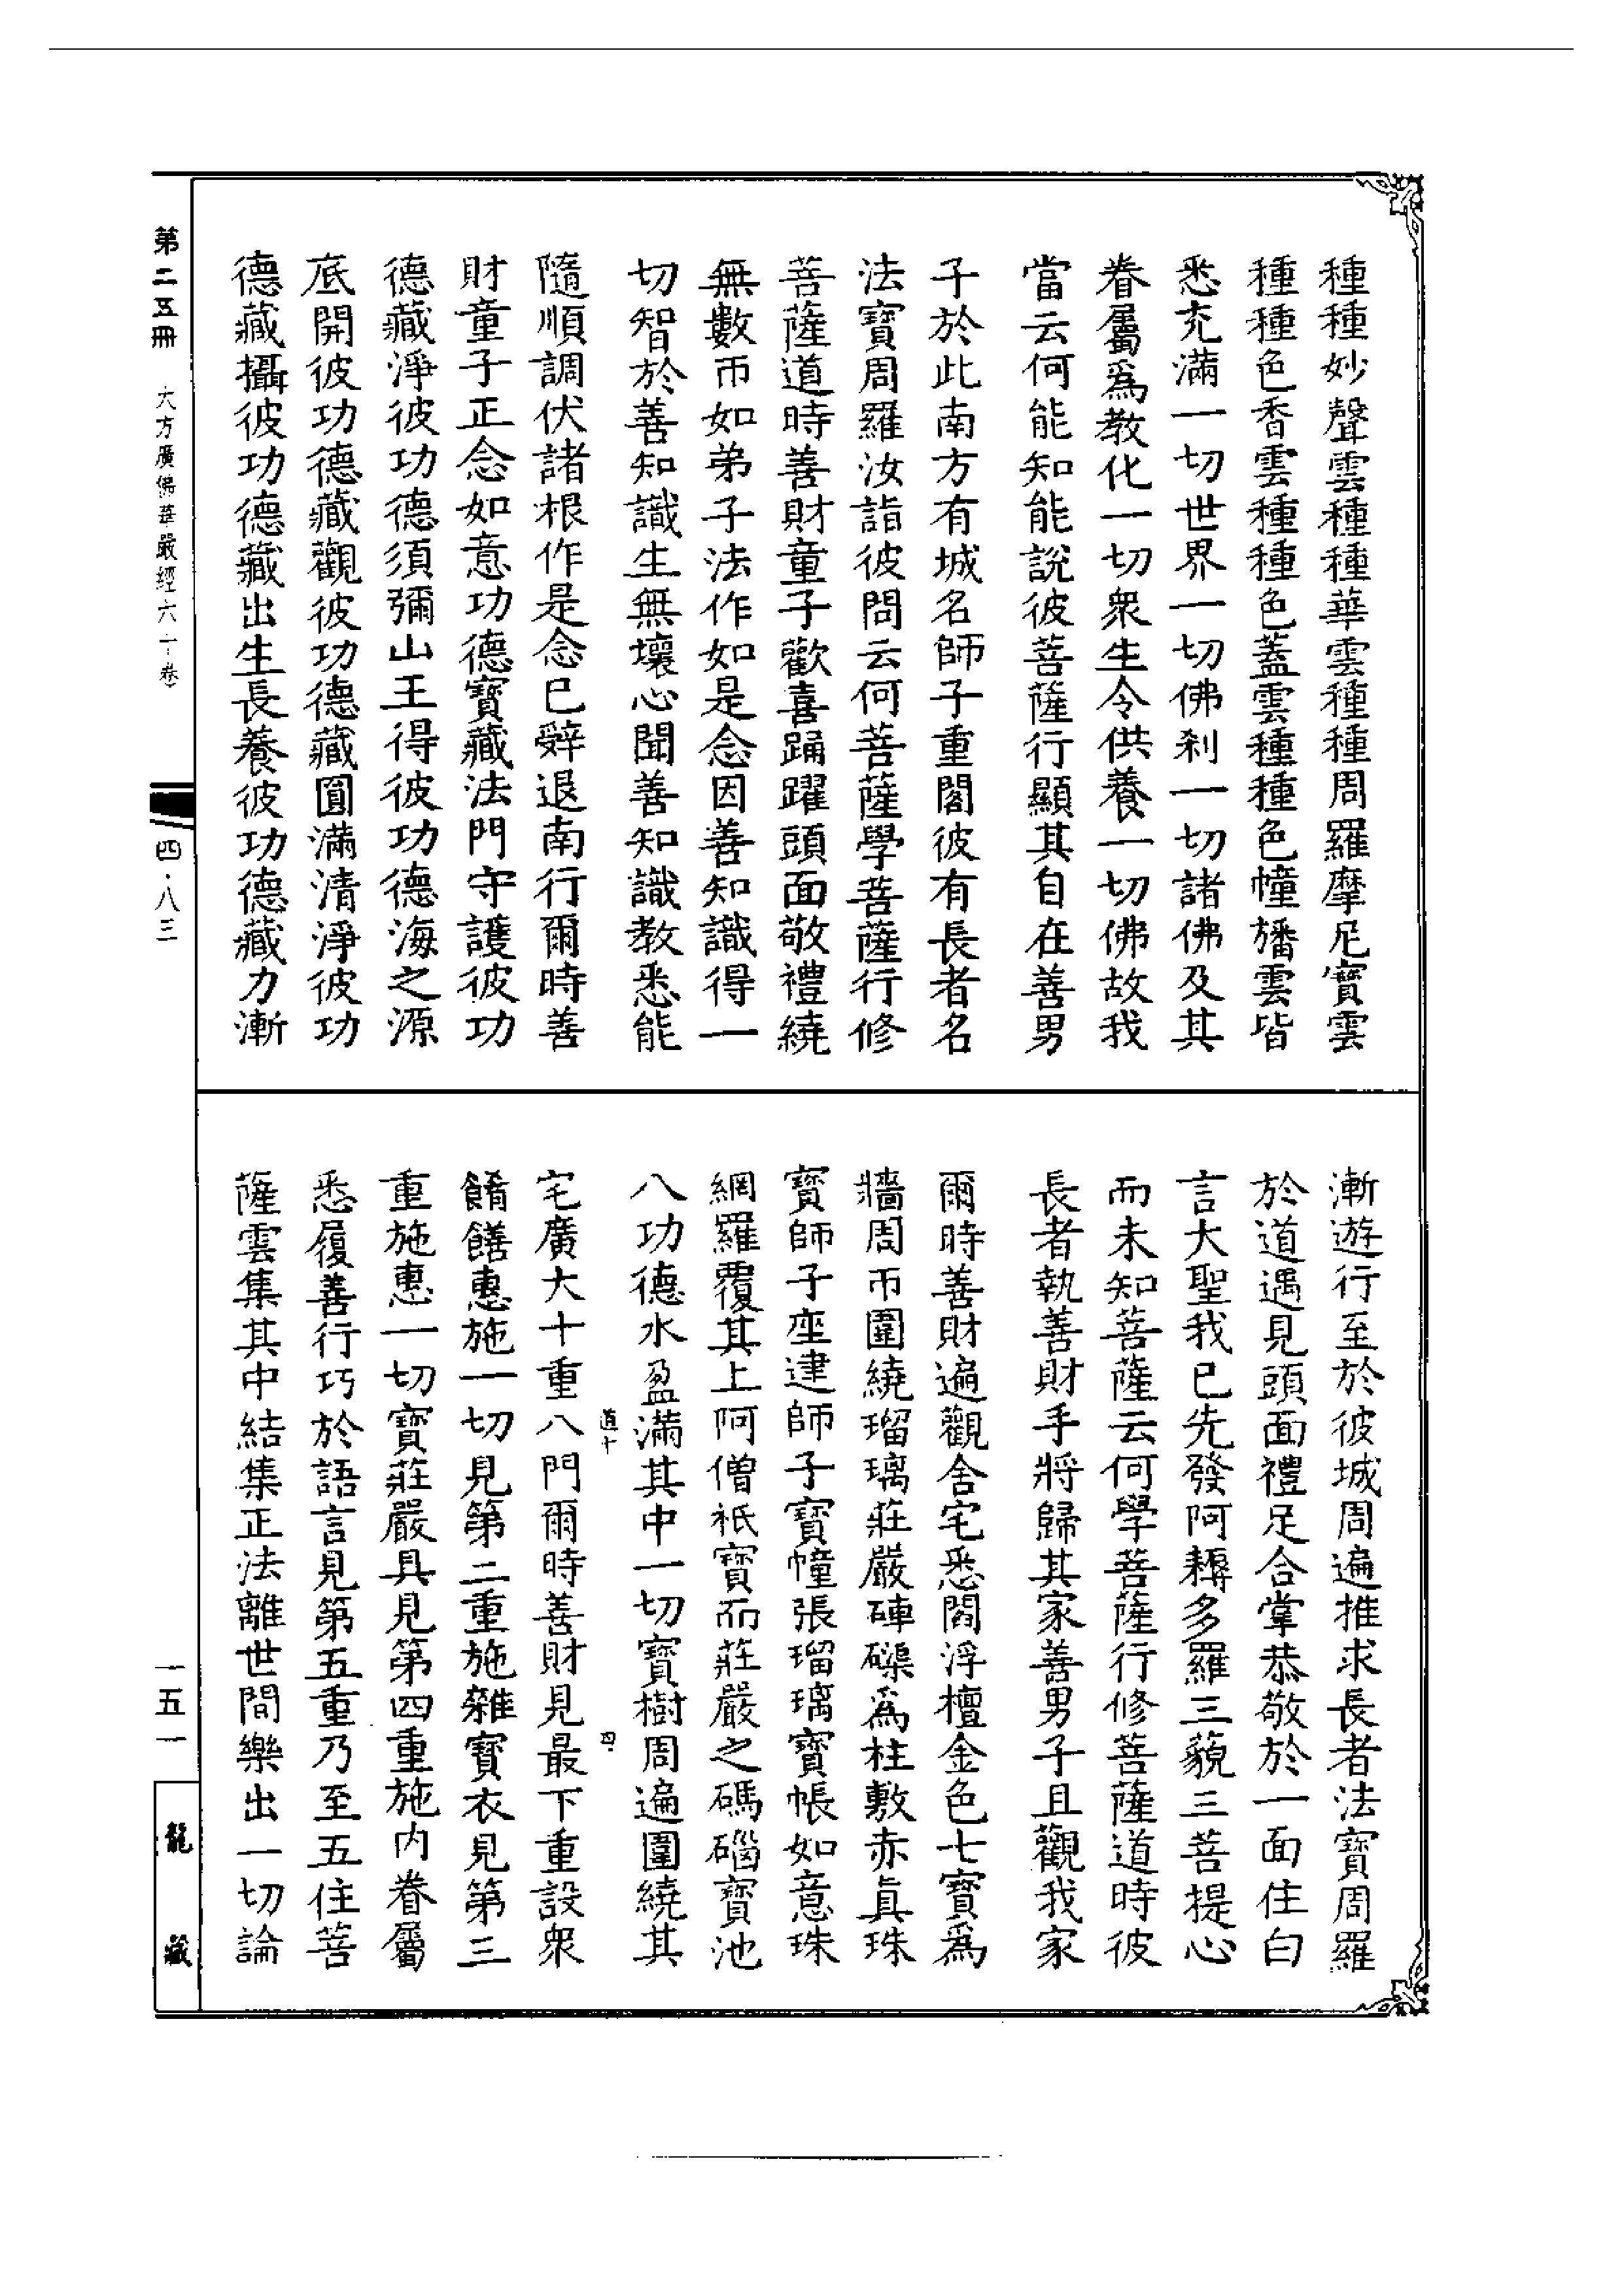 種種妙聲雲種種華雲種種周羅摩尼寶雲
種種色香雲種種色蓋雲種種色幢旛雲皆
悉充滿一切世界一切佛剎一切諸佛及其
眷屬爲教化一切衆生令供養一切佛故我
當云何能知能說彼菩薩行顯其自在善男
子於此南方有城名師子重閣彼有長者名
法寶周羅汝詣彼問云何菩薩學菩薩行修
菩薩道時善財童子歡喜踊躍頭面敬禮繞
無數帀如弟子法作如是念因善知識得一
切智於善知識生無壞心聞善知識教悉能
隨順調伏諸根作是念已辭退南行爾時善
財童子正念如意功德寶藏法門守護彼功
德藏淨彼功德須彌山王得彼功德海之源
底開彼功德藏觀彼功德藏圓滿清淨彼功
德藏攝彼功德藏出生長養彼功德藏力漸
漸遊行至於彼城周遍推求長者法寶周羅
於道遇見頭面禮足合掌恭敬於一面住白
言大聖我已先發阿耨多羅三藐三菩提心
而未知菩薩云何學菩薩行修菩薩道時彼
長者執善財手將歸其家善男子且觀我家
爾時善財遍觀舍宅悉閻浮檀金色七寶爲
牆周帀圍繞瑠璃莊嚴硨磲爲柱敷赤真珠
寶師子座建師子寶幢張瑠璃寶帳如意珠
網羅覆其上阿僧祇寶而莊嚴之碼碯寶池
八功德水盈滿其中一切寶樹周遍圍繞其
道十
四
宅廣大十重八門爾時善財見最下重設衆
餚饍惠施一切見第二重施雜寶衣見第三
重施惠一切寶莊嚴具見第四重施內眷屬
悉履善行巧於語言見第五重乃至五住菩
薩雲集其中結集正法離世間樂出一切論
第二五冊
大方廣佛華嚴經六十卷
四·八三
一五一
龍藏